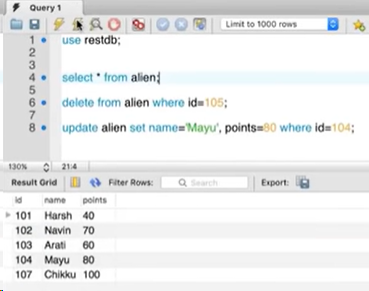 Query 1
Limit to 1000 rows
1 use restdb;
2
3
4 select * from alien;
5
6 delete from alien where id=105;
7
8 update alien set name='Mayu', points=80 where id=104;
130% 21:4
Result Grid Filter Rows: Search Export:
id name points
101 Harsh 40
102 Navin 70
103 Arati 60
104 Mayu 80
107 Chikku 100